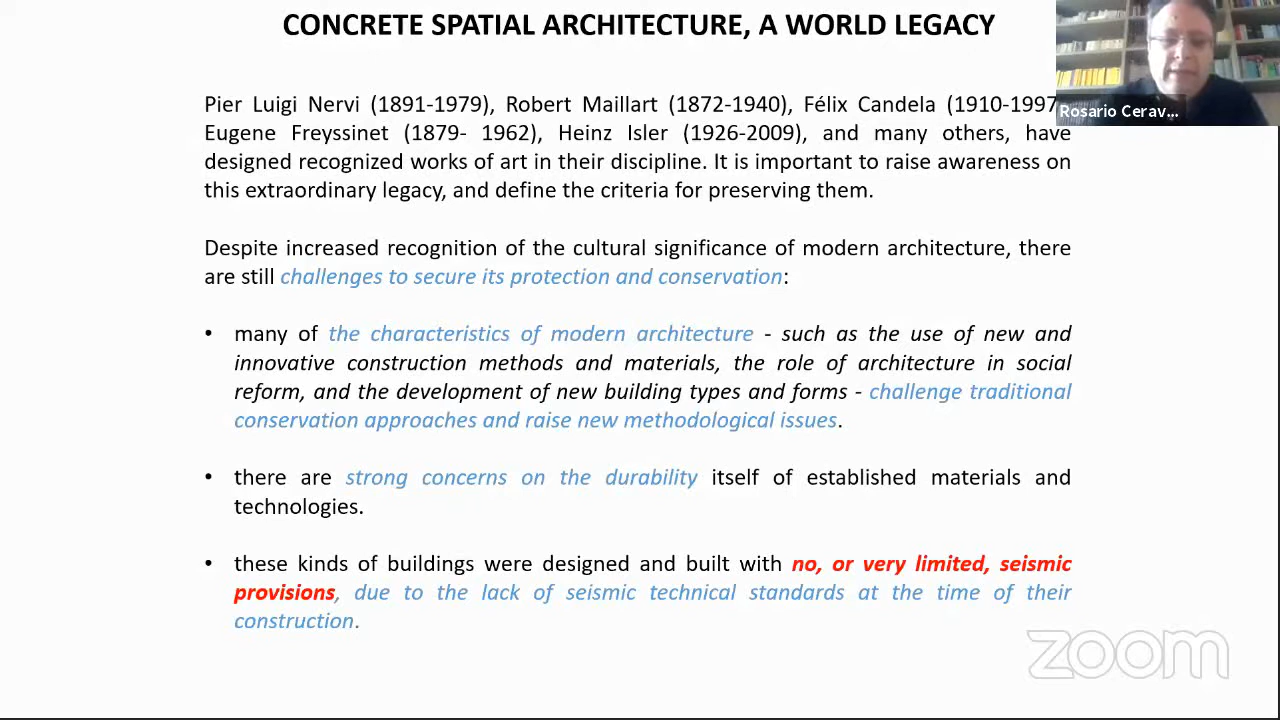 CONCRETE SPATIAL ARCHITECTURE, A WORLD LEGACY
Rosario Cerav...
Pier Luigi Nervi (1891-1979), Robert Maillart (1872-1940), Félix Candela (1910-1997
Eugene Freyssinet (1879- 1962), Heinz Isler (1926-2009), and many others, have
designed recognized works of art in their discipline. It is important to raise awareness on
this extraordinary legacy, and define the criteria for preserving them.
Despite increased recognition of the cultural significance of modern architecture, there
are still challenges to secure its protection and conservation:
• many of the characteristics of modern architecture - such as the use of new and
innovative construction methods and materials, the role of architecture in social
reform, and the development of new building types and forms - challenge traditional
conservation approaches and raise new methodological issues.
• there are strong concerns on the durability itself of established materials and
technologies.
• these kinds of buildings were designed and built with no, or very limited, seismic
provisions, due to the lack of seismic technical standards at the time of their
construction.
zoom